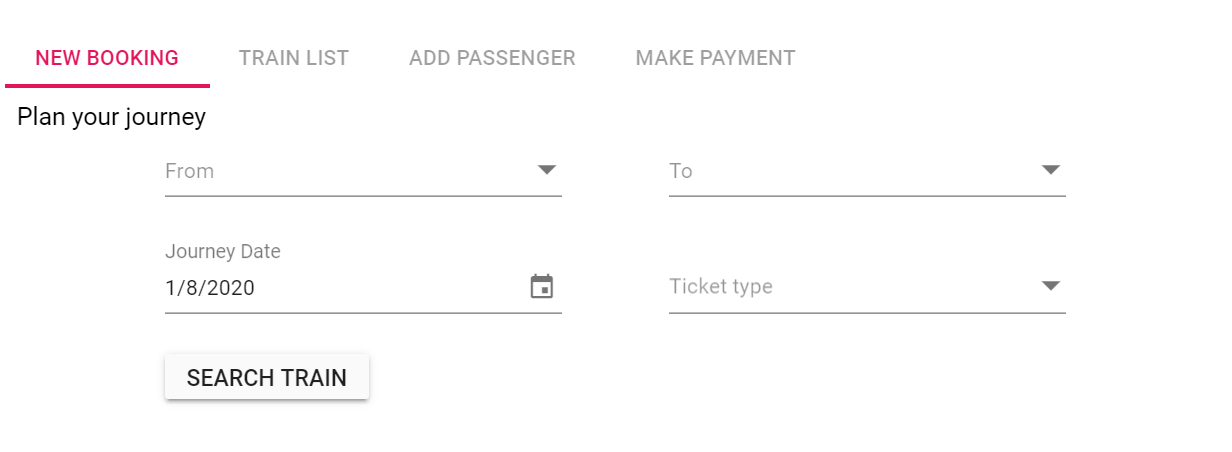 NEW BOOKING TRAIN LIST ADD PASSENGER MAKE PAYMENT
Plan your journey
From To
Journey Date
1/8/2020 Ticket type
SEARCH TRAIN